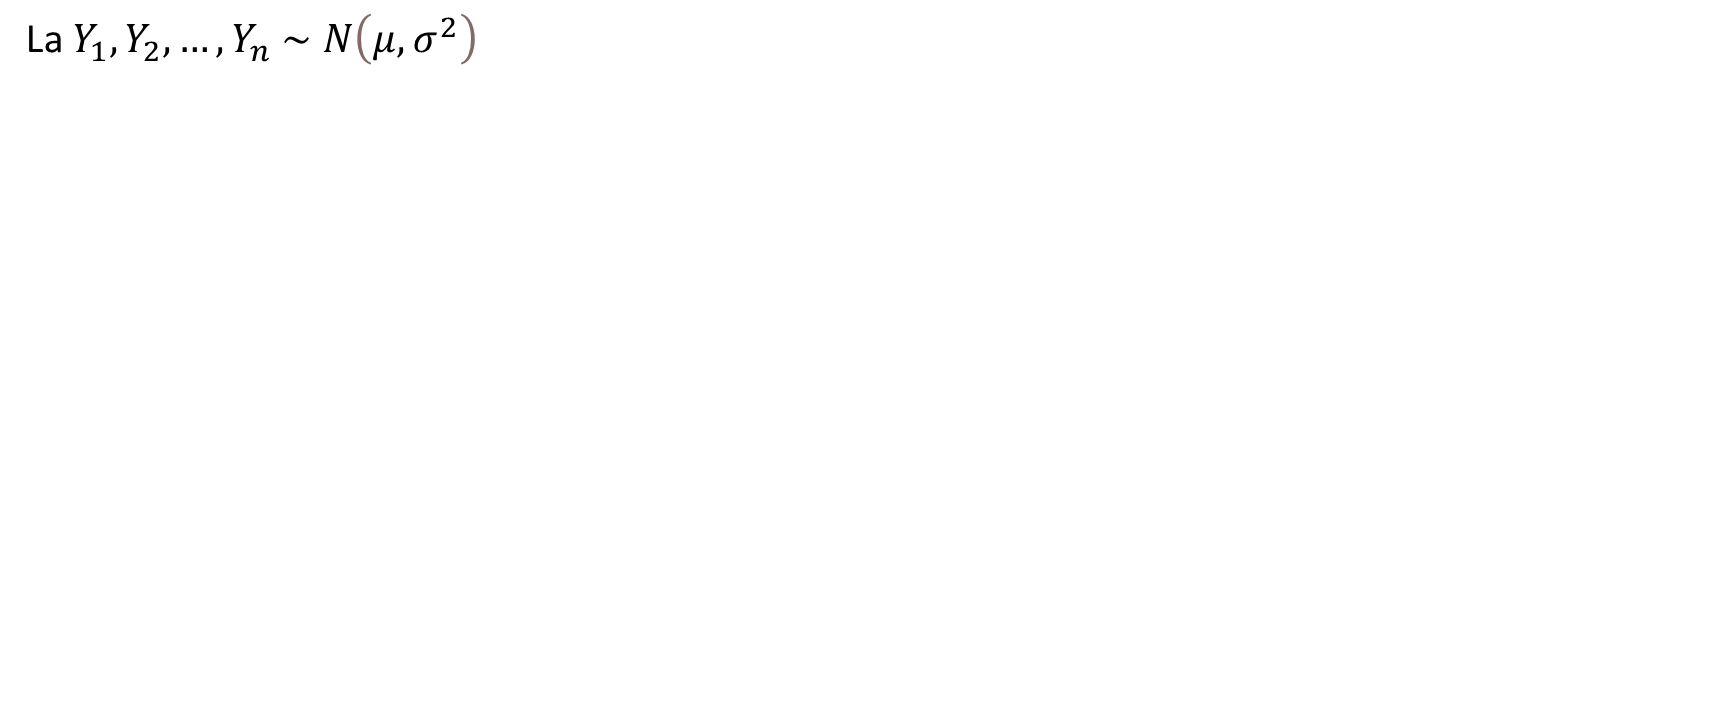 La Y₁, Y₂, … , Yₙ ~ N(μ, σ²)